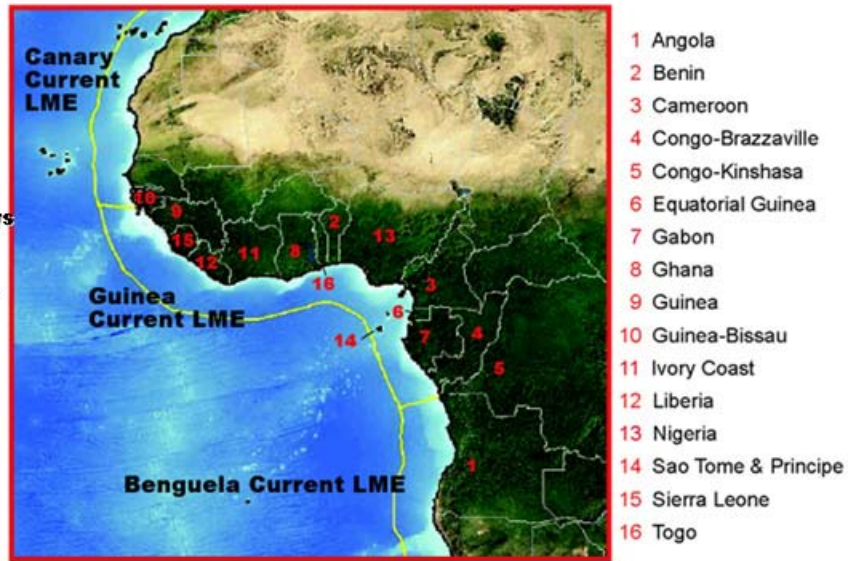 Canary
Current
LME
10
9
15
12
11
8
2
13
16
3
6
7
4
5
14
1
Guinea
Current LME
Benguela Current LME
1 Angola
2 Benin
3 Cameroon
4 Congo-Brazzaville
5 Congo-Kinshasa
6 Equatorial Guinea
7 Gabon
8 Ghana
9 Guinea
10 Guinea-Bissau
11 Ivory Coast
12 Liberia
13 Nigeria
14 Sao Tome & Principe
15 Sierra Leone
16 Togo